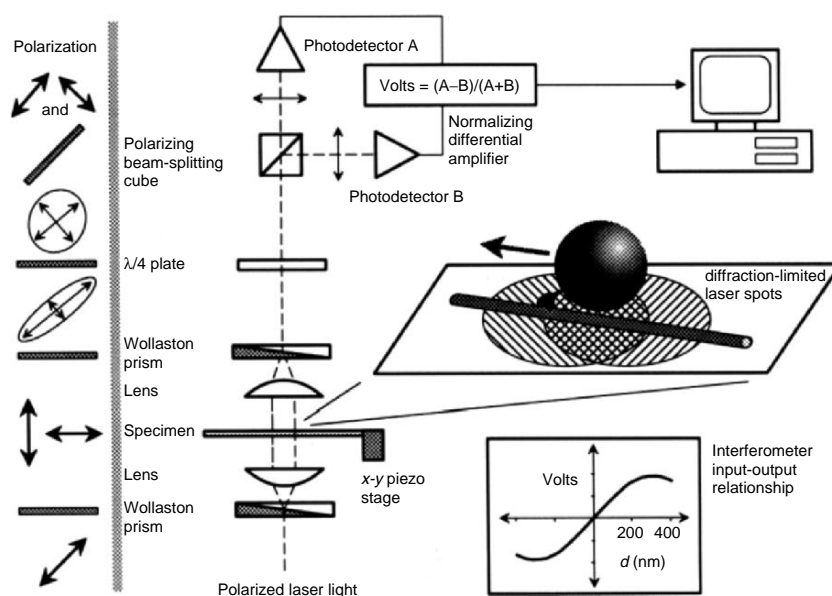 Polarization
and
Polarizing
beam-splitting
cube
λ/4 plate
Wollaston
prism
Lens
Specimen
Lens
Wollaston
prism
Photodetector A
Volts = (A–B)/(A+B)
Normalizing
differential
amplifier
Photodetector B
diffraction-limited
laser spots
x-y piezo
stage
Polarized laser light
Volts
200 400
d (nm)
Interferometer
input-output
relationship